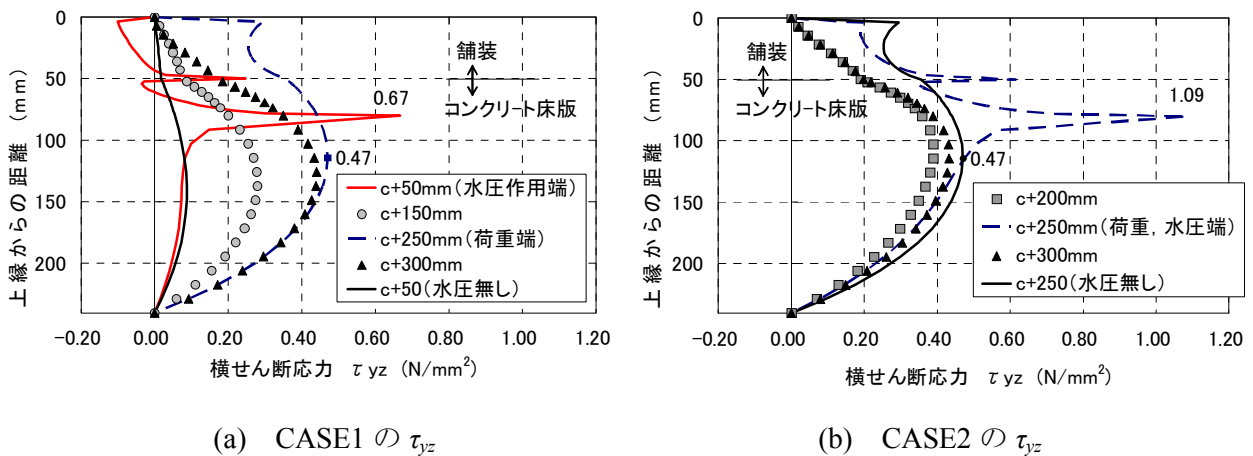 0
50
100
150
200
上縁からの距離 (mm)
舗装
コンクリート床版
0.67
0.47
c+50mm(水圧作用端)
c+150mm
c+250mm(荷重端)
c+300mm
c+50(水圧無し)
-0.20 0.00 0.20 0.40 0.60 0.80 1.00 1.20
横せん断応力 τyz (N/mm²)
(a) CASE1 の τyz
0
50
100
150
200
上縁からの距離 (mm)
舗装
コンクリート床版
1.09
0.47
c+200mm
c+250mm(荷重, 水圧端)
c+300mm
c+250(水圧無し)
-0.20 0.00 0.20 0.40 0.60 0.80 1.00 1.20
横せん断応力 τyz (N/mm²)
(b) CASE2 の τyz